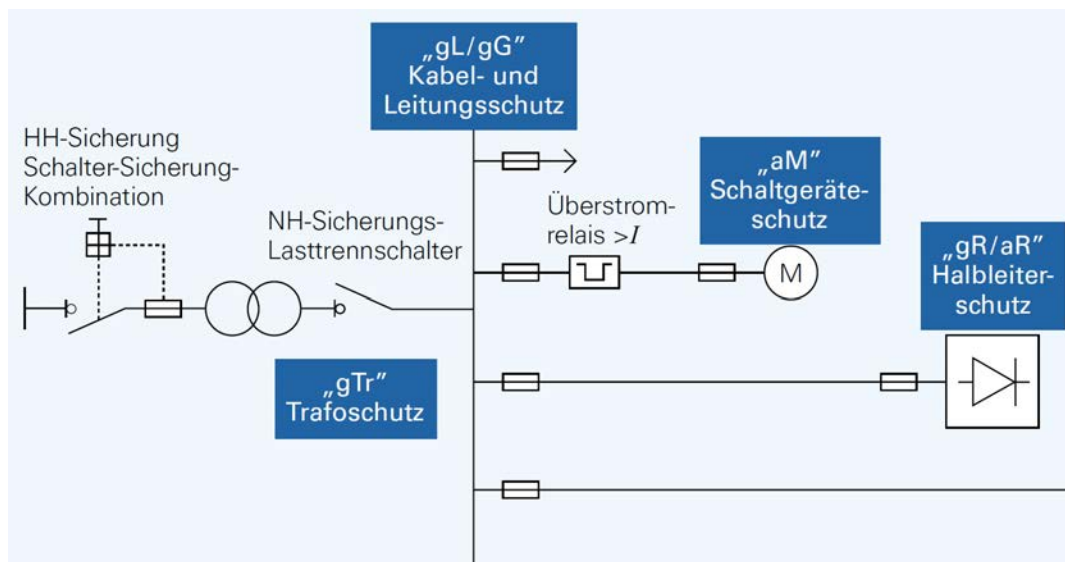 „gL/gG”
Kabel- und
Leitungsschutz
HH-Sicherung
Schalter-Sicherung-
Kombination
NH-Sicherungs-
Lasttrennschalter
Überstrom-
relais >I
„aM”
Schaltgeräte-
schutz
M
„gR/aR”
Halbleiter-
schutz
„gTr”
Trafoschutz